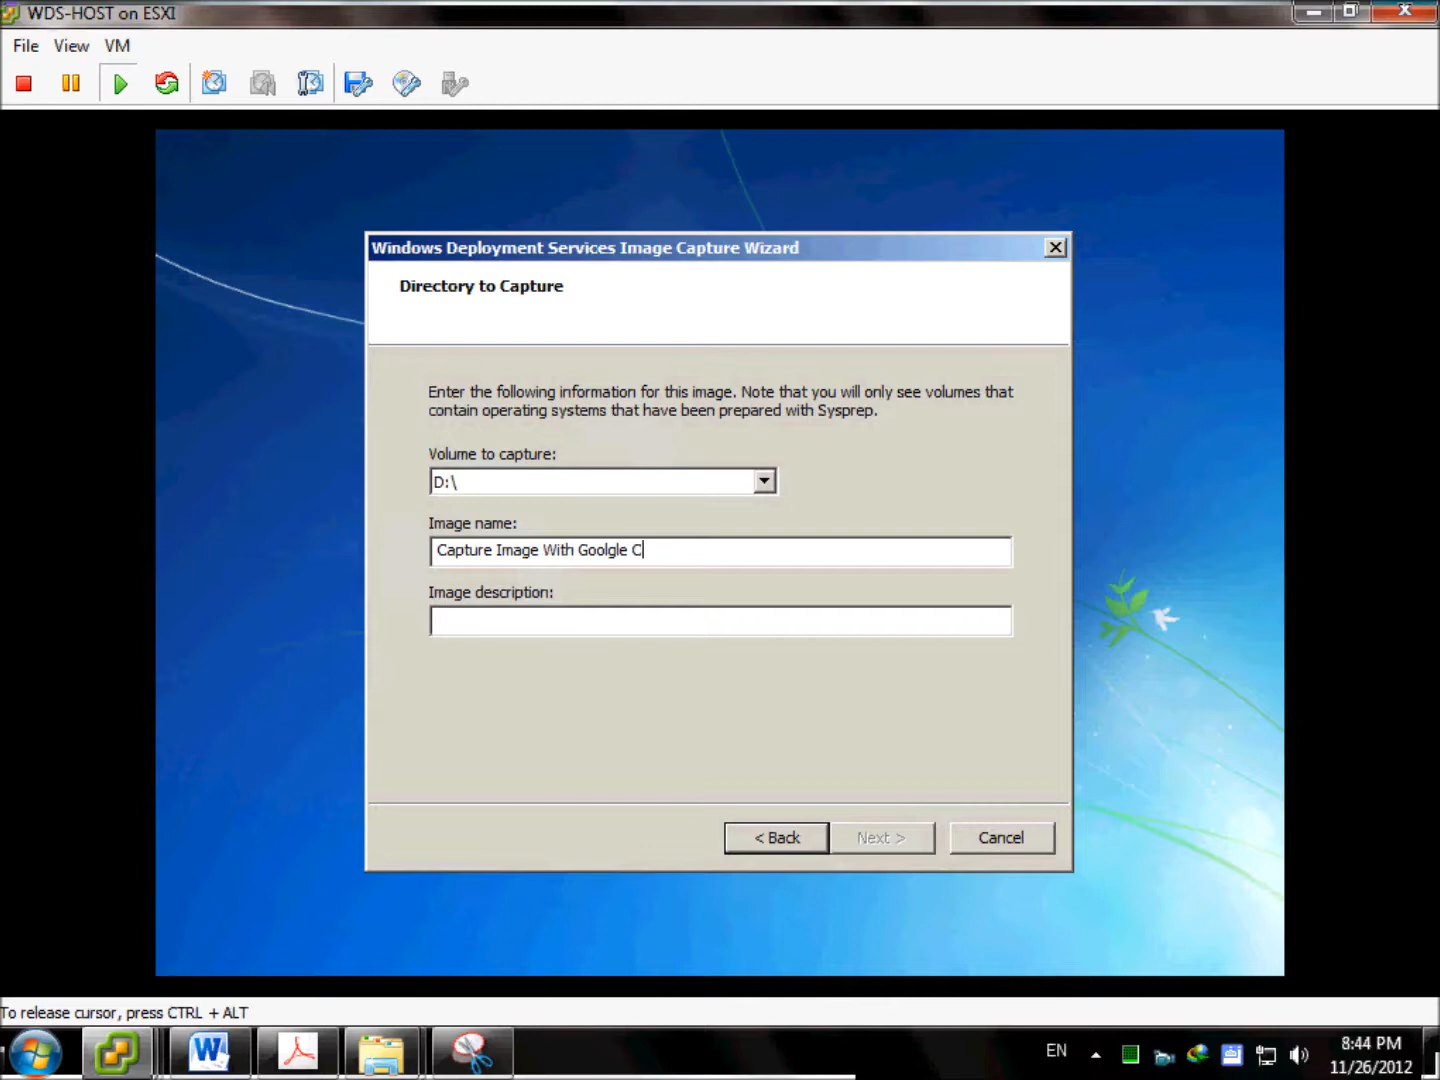 WDS-HOST on ESXI
File View VM
Windows Deployment Services Image Capture Wizard
Directory to Capture
Enter the following information for this image. Note that you will only see volumes that
contain operating systems that have been prepared with Sysprep.
Volume to capture:
D:\
Image name:
Capture Image With Goolgle C
Image description:
< Back Next > Cancel
To release cursor, press CTRL + ALT
EN
8:44 PM
11/26/2012